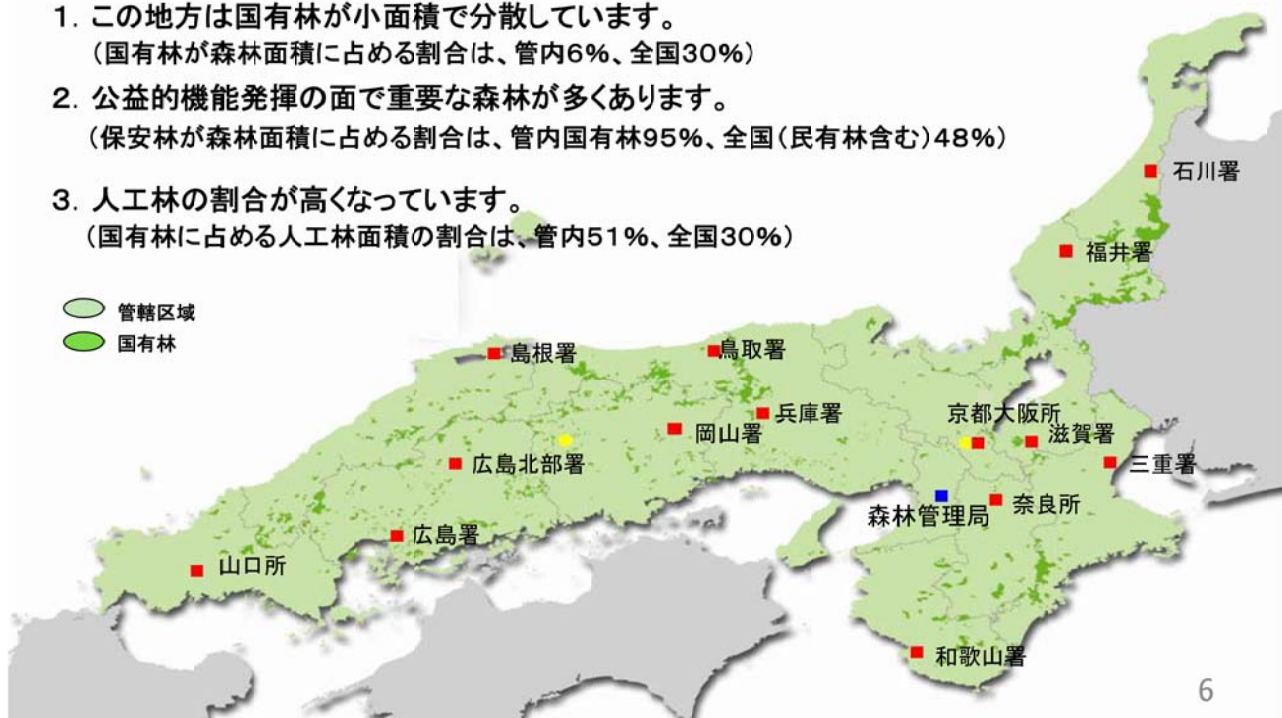 1．この地方は国有林が小面積で分散しています。
（国有林が森林面積に占める割合は、管内6%、全国30%）
2．公益的機能発揮の面で重要な森林が多くあります。
（保安林が森林面積に占める割合は、管内国有林95%、全国（民有林含む）48%）
3．人工林の割合が高くなっています。
（国有林に占める人工林面積の割合は、管内51%、全国30%）
石川署
福井署
管轄区域
国有林
島根署
鳥取署
兵庫署
京都大阪所
岡山署
滋賀署
広島北部署
三重署
森林管理局
奈良所
広島署
山口所
和歌山署
6